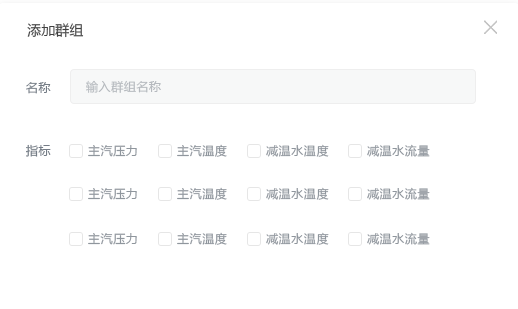 添加群组
名称 输入群组名称
指标 主汽压力 主汽温度 减温水温度 减温水流量
主汽压力 主汽温度 减温水温度 减温水流量
主汽压力 主汽温度 减温水温度 减温水流量